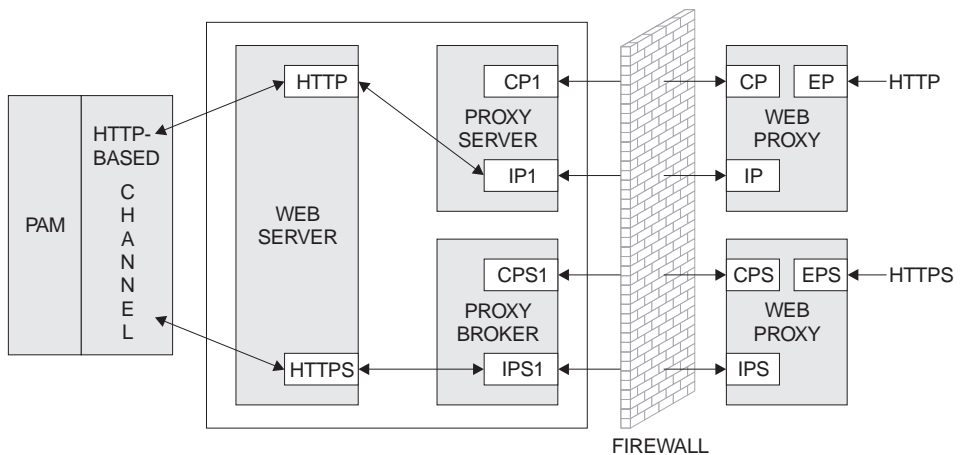 PAM
HTTP-
BASED
C
H
A
N
N
E
L
HTTP
WEB
SERVER
HTTPS
CP1
PROXY
SERVER
IP1
CPS1
PROXY
BROKER
IPS1
FIREWALL
CP
EP
HTTP
WEB
PROXY
IP
CPS
EPS
HTTPS
WEB
PROXY
IPS